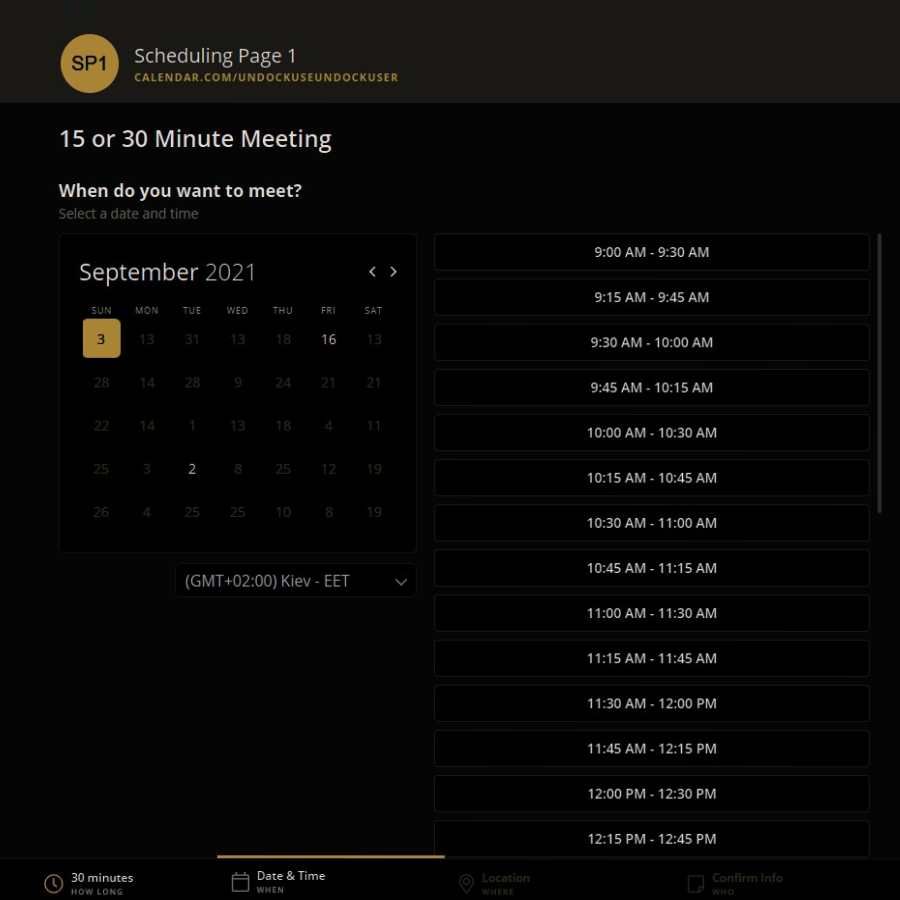 SP1
Scheduling Page 1
CALENDAR.COM/UNDOCKUSEUNDOCKUSER
15 or 30 Minute Meeting
When do you want to meet?
Select a date and time
September 2021
SUN MON TUE WED THU FRI SAT
3 13 31 13 18 16 13
28 14 28 9 24 21 21
22 14 1 13 18 4 11
25 3 2 8 25 12 19
26 4 25 25 10 8 19
(GMT+02:00) Kiev - EET
9:00 AM - 9:30 AM
9:15 AM - 9:45 AM
9:30 AM - 10:00 AM
9:45 AM - 10:15 AM
10:00 AM - 10:30 AM
10:15 AM - 10:45 AM
10:30 AM - 11:00 AM
10:45 AM - 11:15 AM
11:00 AM - 11:30 AM
11:15 AM - 11:45 AM
11:30 AM - 12:00 PM
11:45 AM - 12:15 PM
12:00 PM - 12:30 PM
12:15 PM - 12:45 PM
30 minutes
HOW LONG
Date & Time
WHEN
Location
WHERE
Confirm Info
WHO